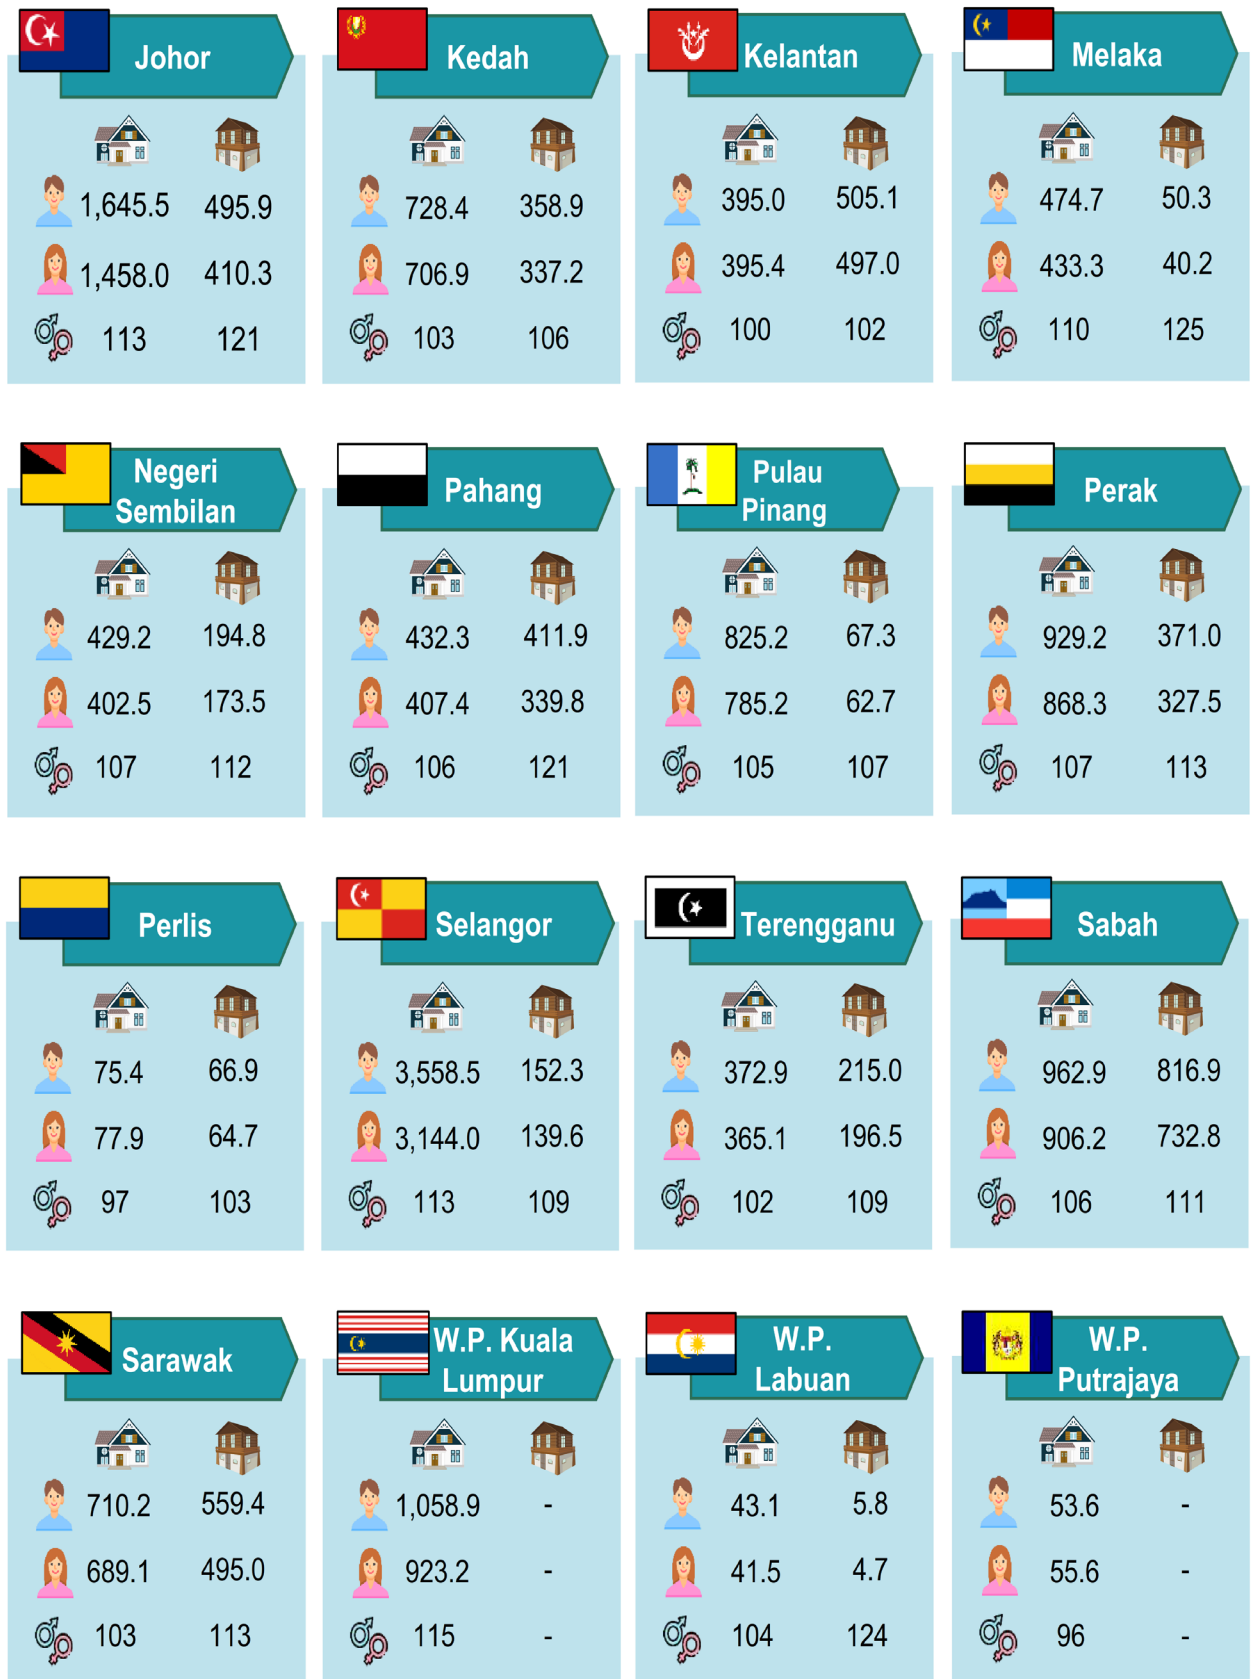 Johor
1,645.5 495.9
1,458.0 410.3
113 121
Kedah
728.4 358.9
706.9 337.2
103 106
Kelantan
395.0 505.1
395.4 497.0
100 102
Melaka
474.7 50.3
433.3 40.2
110 125
Negeri
Sembilan
429.2 194.8
402.5 173.5
107 112
Pahang
432.3 411.9
407.4 339.8
106 121
Pulau
Pinang
825.2 67.3
785.2 62.7
105 107
Perak
929.2 371.0
868.3 327.5
107 113
Perlis
75.4 66.9
77.9 64.7
97 103
Selangor
3,558.5 152.3
3,144.0 139.6
113 109
Terengganu
372.9 215.0
365.1 196.5
102 109
Sabah
962.9 816.9
906.2 732.8
106 111
Sarawak
710.2 559.4
689.1 495.0
103 113
W.P. Kuala
Lumpur
1,058.9 -
923.2 -
115 -
W.P.
Labuan
43.1 5.8
41.5 4.7
104 124
W.P.
Putrajaya
53.6 -
55.6 -
96 -